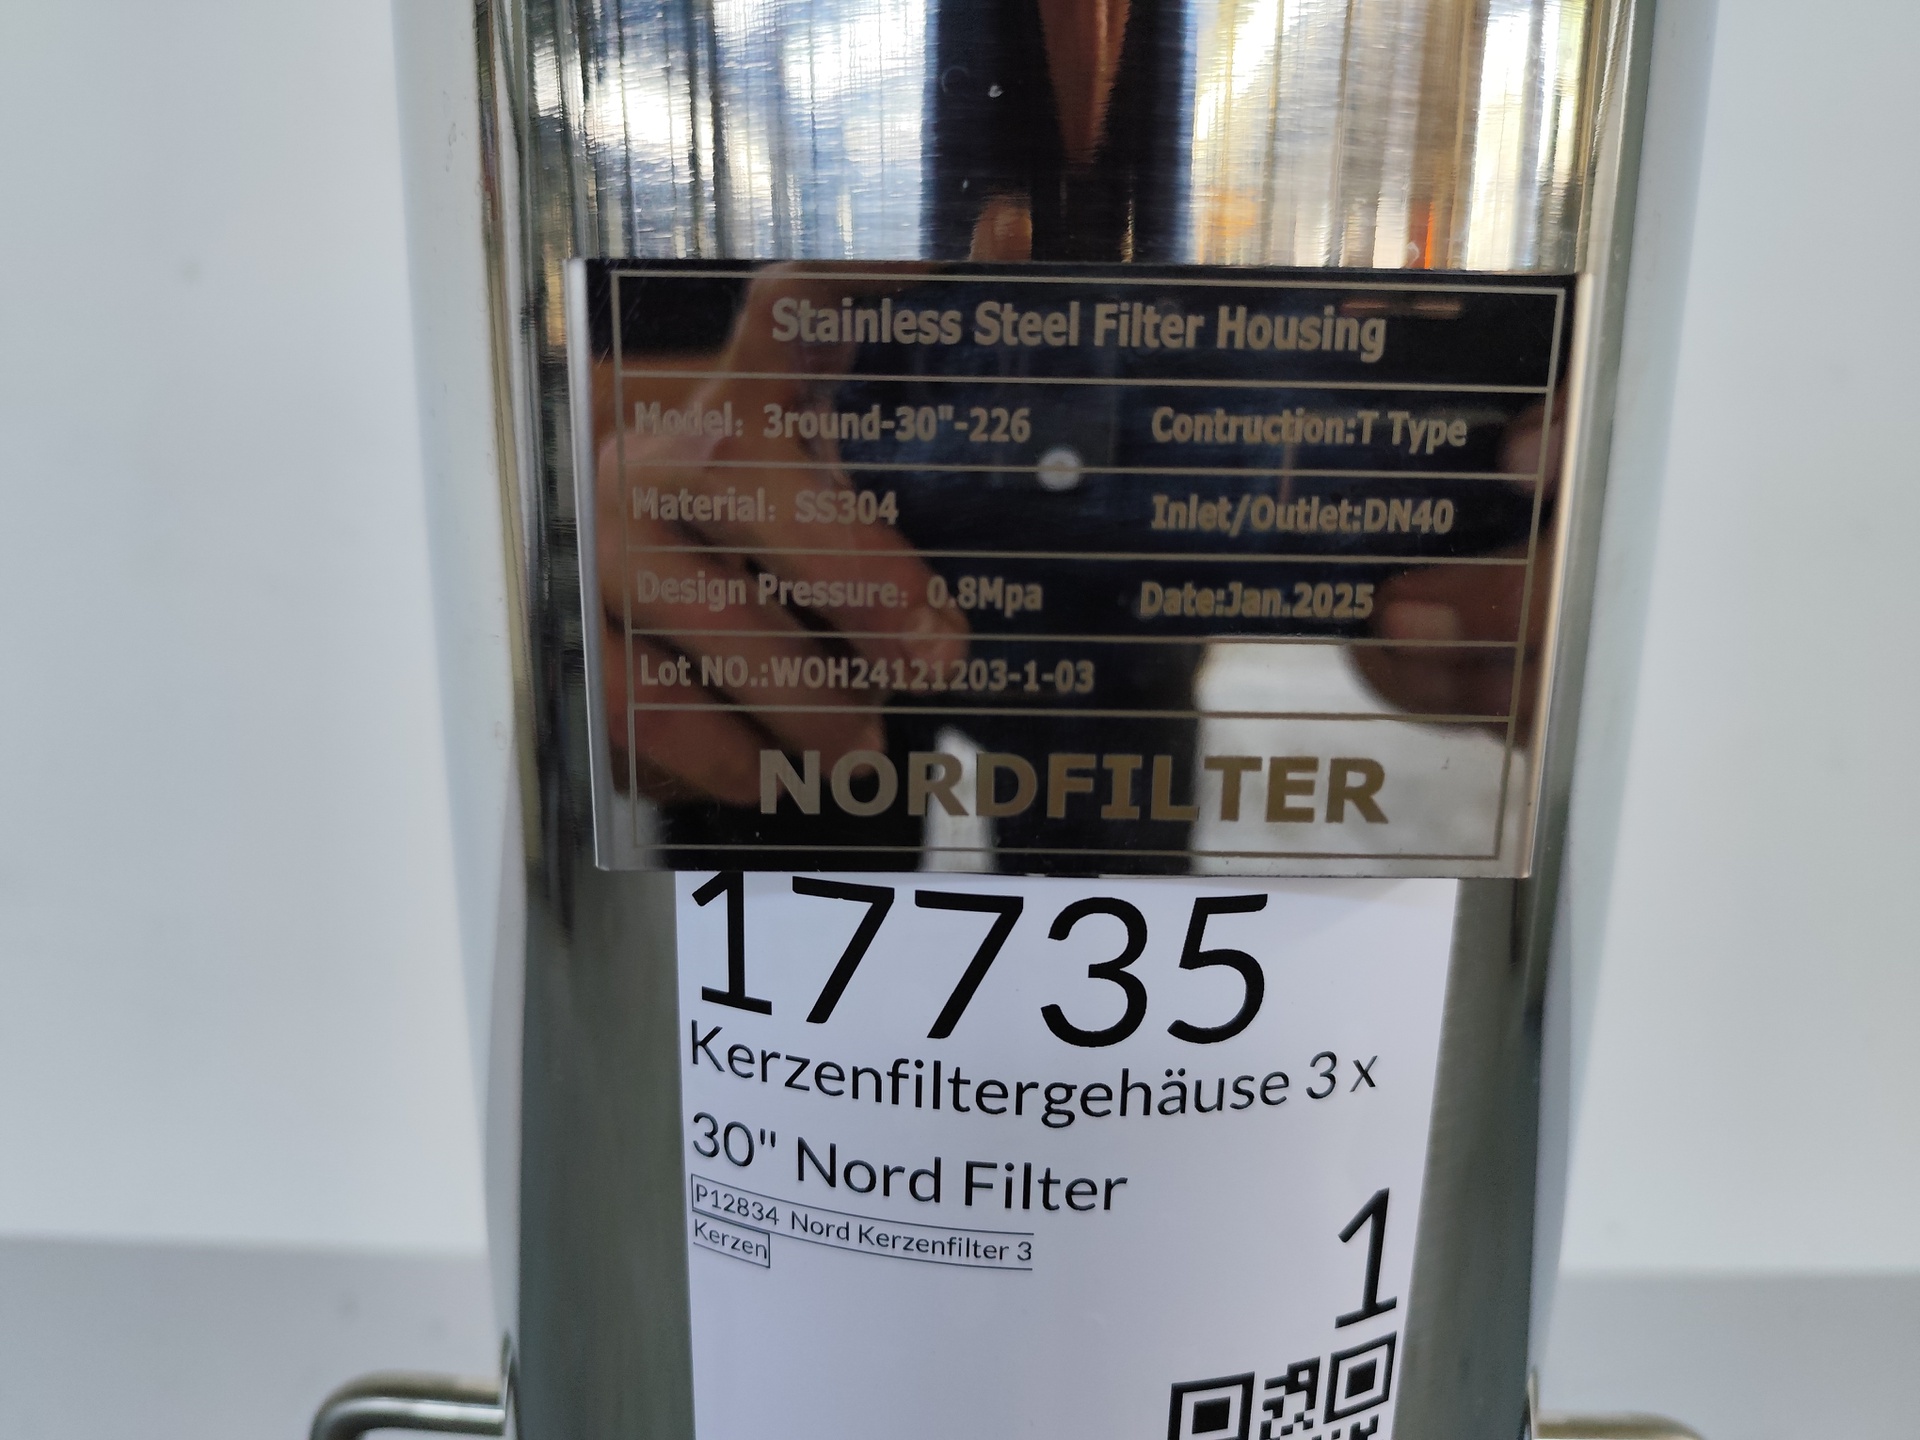 Stainless Steel Filter Housing
Model: 3round-30"-226 Contruction:T Type
Material: SS304 Inlet/Outlet:DN40
Design Pressure: 0.8Mpa Date:Jan.2025
Lot NO.:WOH24121203-1-03
NORDFILTER
17735
Kerzenfiltergehäuse 3 x
30" Nord Filter
P12834 Nord Kerzenfilter 3
Kerzen
1